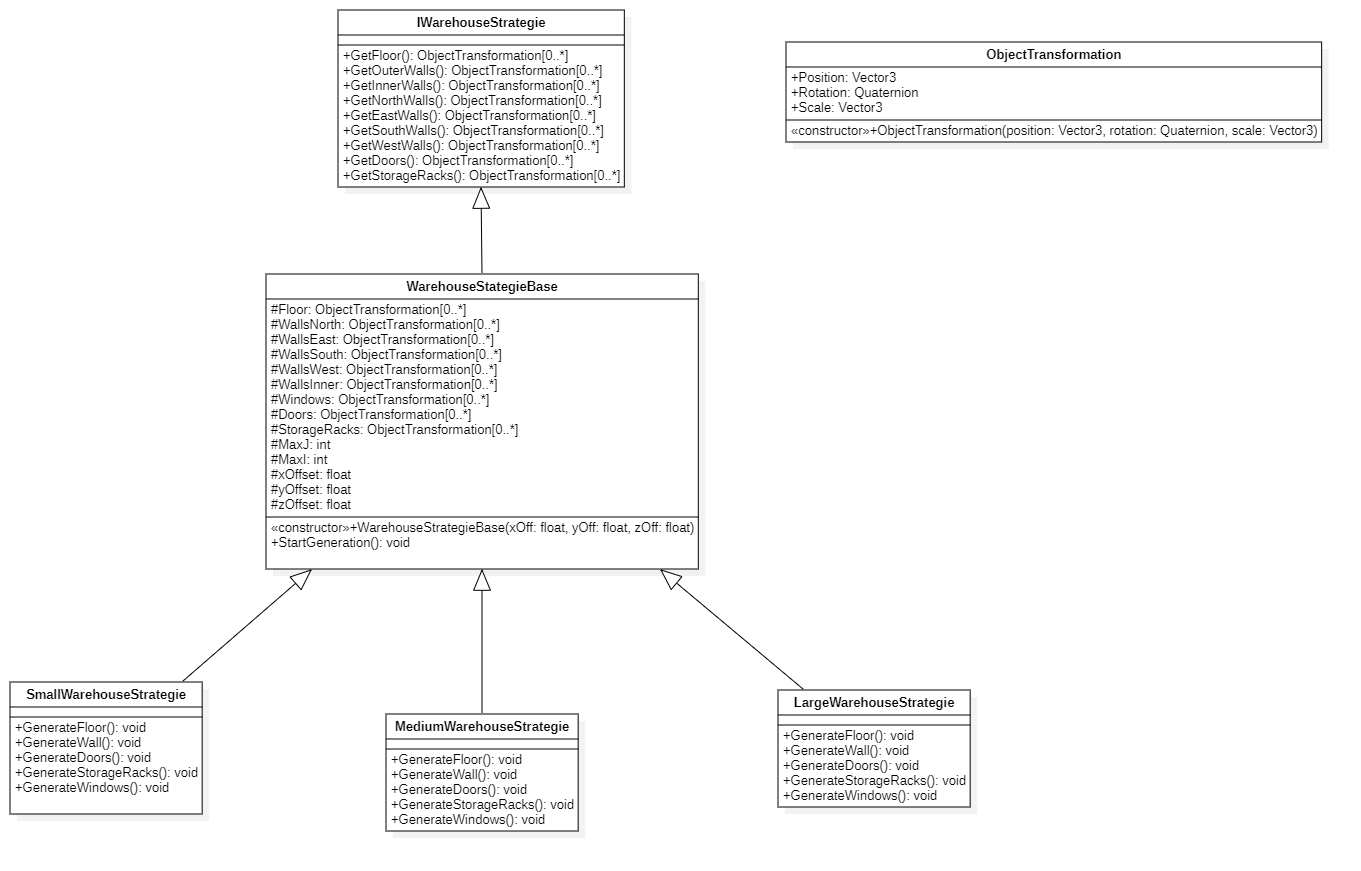 IWarehouseStrategie
+GetFloor(): ObjectTransformation[0..*]
+GetOuterWalls(): ObjectTransformation[0..*]
+GetInnerWalls(): ObjectTransformation[0..*]
+GetNorthWalls(): ObjectTransformation[0..*]
+GetEastWalls(): ObjectTransformation[0..*]
+GetSouthWalls(): ObjectTransformation[0..*]
+GetWestWalls(): ObjectTransformation[0..*]
+GetDoors(): ObjectTransformation[0..*]
+GetStorageRacks(): ObjectTransformation[0..*]
ObjectTransformation
+Position: Vector3
+Rotation: Quaternion
+Scale: Vector3
«constructor»+ObjectTransformation(position: Vector3, rotation: Quaternion, scale: Vector3)
WarehouseStategieBase
#Floor: ObjectTransformation[0..*]
#WallsNorth: ObjectTransformation[0..*]
#WallsEast: ObjectTransformation[0..*]
#WallsSouth: ObjectTransformation[0..*]
#WallsWest: ObjectTransformation[0..*]
#WallsInner: ObjectTransformation[0..*]
#Windows: ObjectTransformation[0..*]
#Doors: ObjectTransformation[0..*]
#StorageRacks: ObjectTransformation[0..*]
#MaxJ: int
#MaxI: int
#xOffset: float
#yOffset: float
#zOffset: float
«constructor»+WarehouseStrategieBase(xOff: float, yOff: float, zOff: float)
+StartGeneration(): void
SmallWarehouseStrategie
+GenerateFloor(): void
+GenerateWall(): void
+GenerateDoors(): void
+GenerateStorageRacks(): void
+GenerateWindows(): void
MediumWarehouseStrategie
+GenerateFloor(): void
+GenerateWall(): void
+GenerateDoors(): void
+GenerateStorageRacks(): void
+GenerateWindows(): void
LargeWarehouseStrategie
+GenerateFloor(): void
+GenerateWall(): void
+GenerateDoors(): void
+GenerateStorageRacks(): void
+GenerateWindows(): void